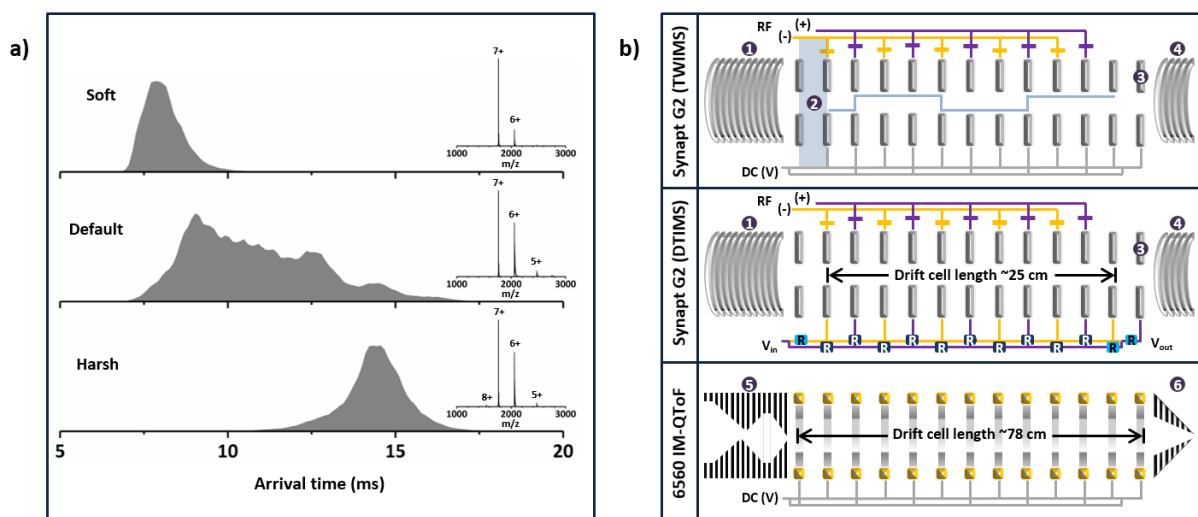 a)
Soft
7+
6+
1000 2000 3000
m/z
Default
7+
6+
5+
1000 2000 3000
m/z
Harsh
7+
6+
8+
5+
1000 2000 3000
m/z
5 10 15 20
Arrival time (ms)
b)
Synapt G2 (TWIMS)
RF (+)
(-)
1
2
3
4
DC (V)
Synapt G2 (DTIMS)
RF (+)
(-)
1
3
4
Drift cell length ~25 cm
Vin
R R R R R R R R R R R R R
Vout
6560 IM-QToF
5
6
Drift cell length ~78 cm
DC (V)